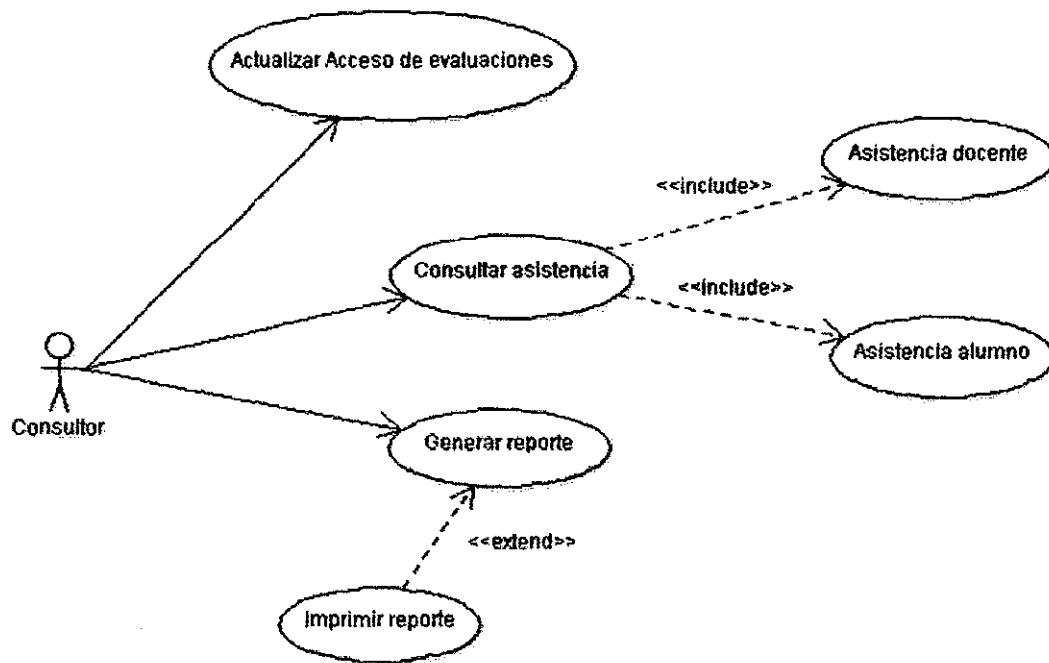 Actualizar Acceso de evaluaciones
Asistencia docente
<<include>>
Consultar asistencia
<<include>>
Asistencia alumno
Consultor
Generar reporte
<<extend>>
Imprimir reporte